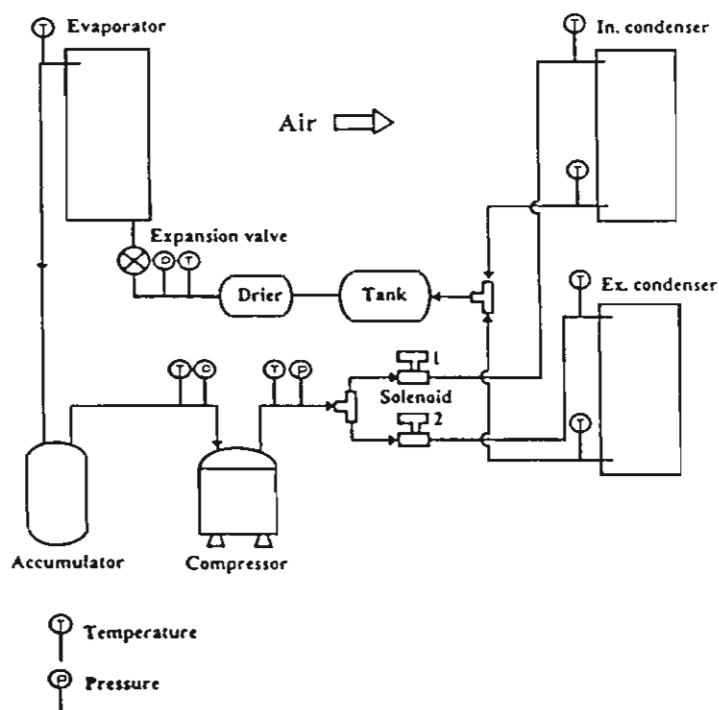 T Evaporator
T In. condenser
Air
T
Expansion valve
P T
T Ex. condenser
Drier
Tank
T P
T P
1
Solenoid
2
T
Accumulator
Compressor
T Temperature
P Pressure